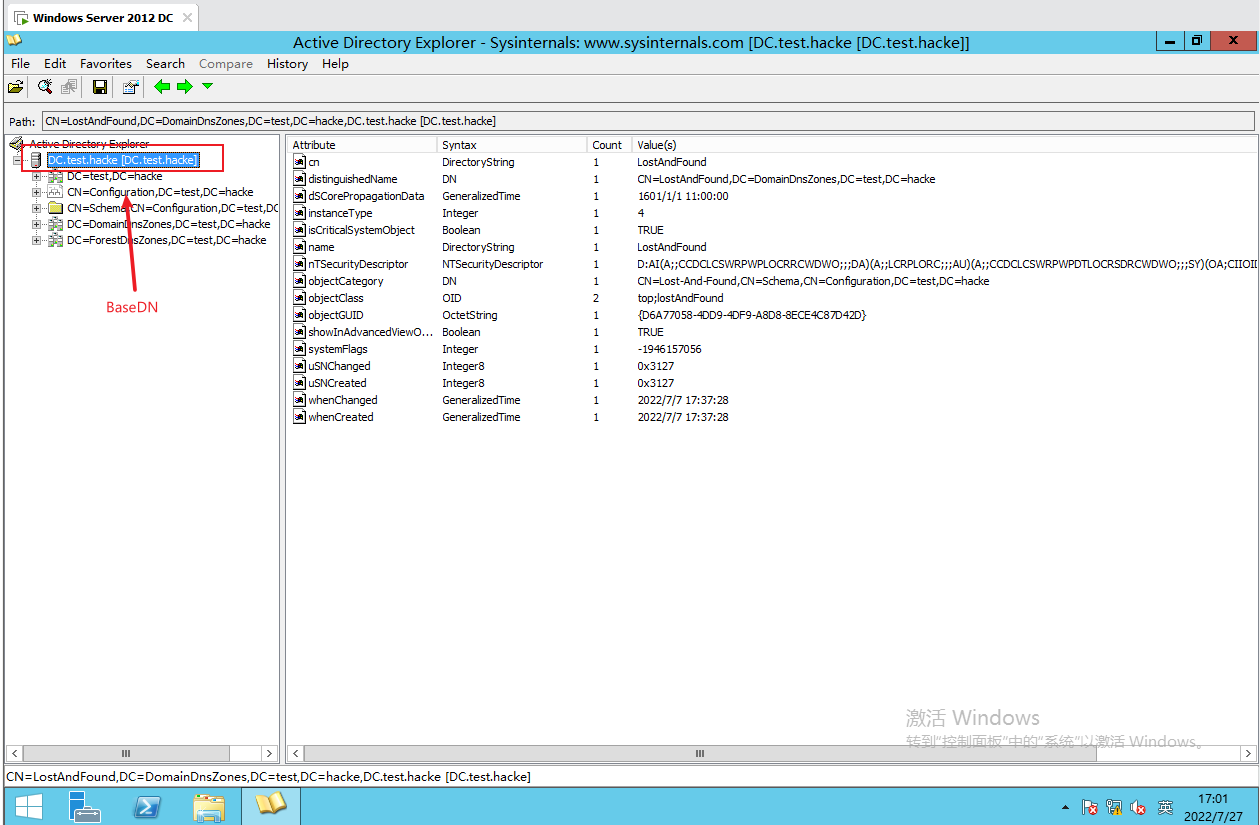 Windows Server 2012 DC
Active Directory Explorer - Sysinternals: www.sysinternals.com [DC.test.hacke [DC.test.hacke]]
File Edit Favorites Search Compare History Help
Path: CN=LostAndFound,DC=DomainDnsZones,DC=test,DC=hacke,DC.test.hacke [DC.test.hacke]
Active Directory Explorer
DC.test.hacke [DC.test.hacke]
DC=test,DC=hacke
CN=Configuration,DC=test,DC=hacke
CN=Schema,CN=Configuration,DC=test,DC
DC=DomainDnsZones,DC=test,DC=hacke
DC=ForestDnsZones,DC=test,DC=hacke
BaseDN
Attribute Syntax Count Value(s)
cn DirectoryString 1 LostAndFound
distinguishedName DN 1 CN=LostAndFound,DC=DomainDnsZones,DC=test,DC=hacke
dSCorePropagationData GeneralizedTime 1 1601/1/1 11:00:00
instanceType Integer 1 4
isCriticalSystemObject Boolean 1 TRUE
name DirectoryString 1 LostAndFound
nTSecurityDescriptor NTSecurityDescriptor 1 D:AI(A;;CCDCLCSWRPWPLOCRRCWDWO;;;DA)(A;;LCRPLORC;;;AU)(A;;CCDCLCSWRPWPDTLOCRSDRCWDWO;;;SY)(OA;CIIOID
objectCategory DN 1 CN=Lost-And-Found,CN=Schema,CN=Configuration,DC=test,DC=hacke
objectClass OID 2 top;lostAndFound
objectGUID OctetString 1 {D6A77058-4DD9-4DF9-A8D8-8ECE4C87D42D}
showInAdvancedViewO... Boolean 1 TRUE
systemFlags Integer 1 -1946157056
uSNChanged Integer8 1 0x3127
uSNCreated Integer8 1 0x3127
whenChanged GeneralizedTime 1 2022/7/7 17:37:28
whenCreated GeneralizedTime 1 2022/7/7 17:37:28
激活 Windows
转到"控制面板"中的"系统"以激活 Windows。
CN=LostAndFound,DC=DomainDnsZones,DC=test,DC=hacke,DC.test.hacke [DC.test.hacke]
英
17:01
2022/7/27